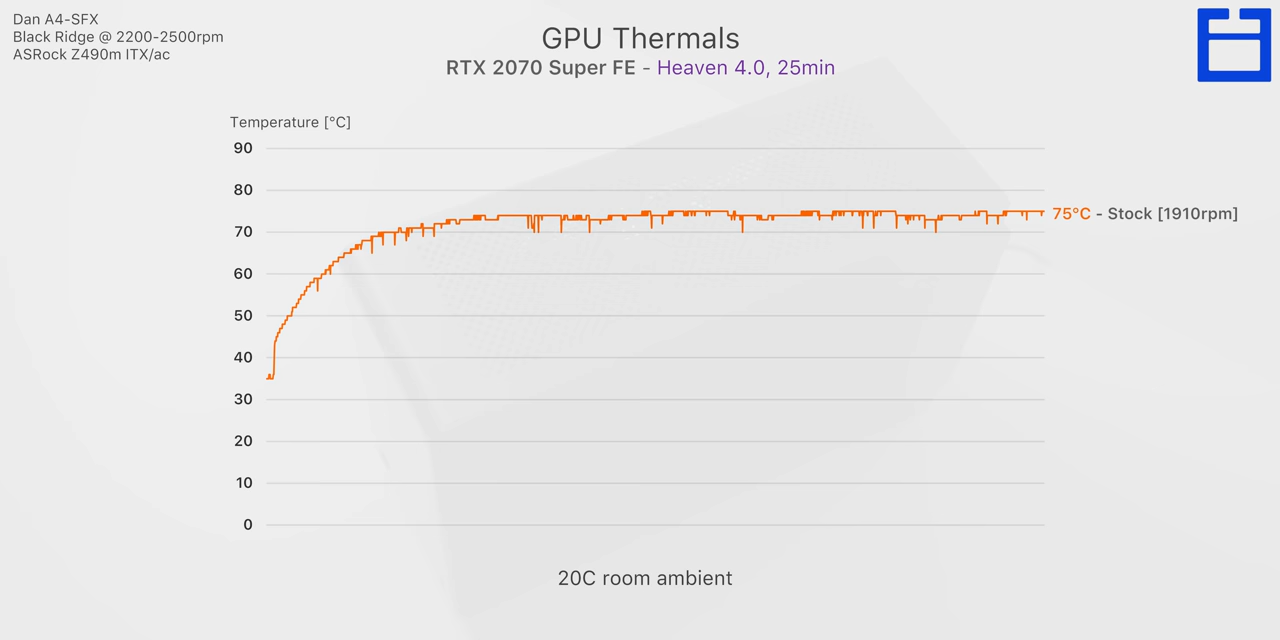 Dan A4-SFX
Black Ridge @ 2200-2500rpm
ASRock Z490m ITX/ac
GPU Thermals
RTX 2070 Super FE - Heaven 4.0, 25min
Temperature [°C]
90
80
75°C - Stock [1910rpm]
70
60
50
40
30
20
10
0
20C room ambient